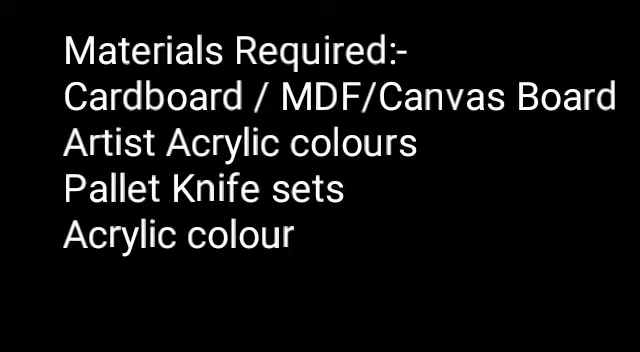 Materials Required:-
Cardboard / MDF/Canvas Board
Artist Acrylic colours
Pallet Knife sets
Acrylic colour